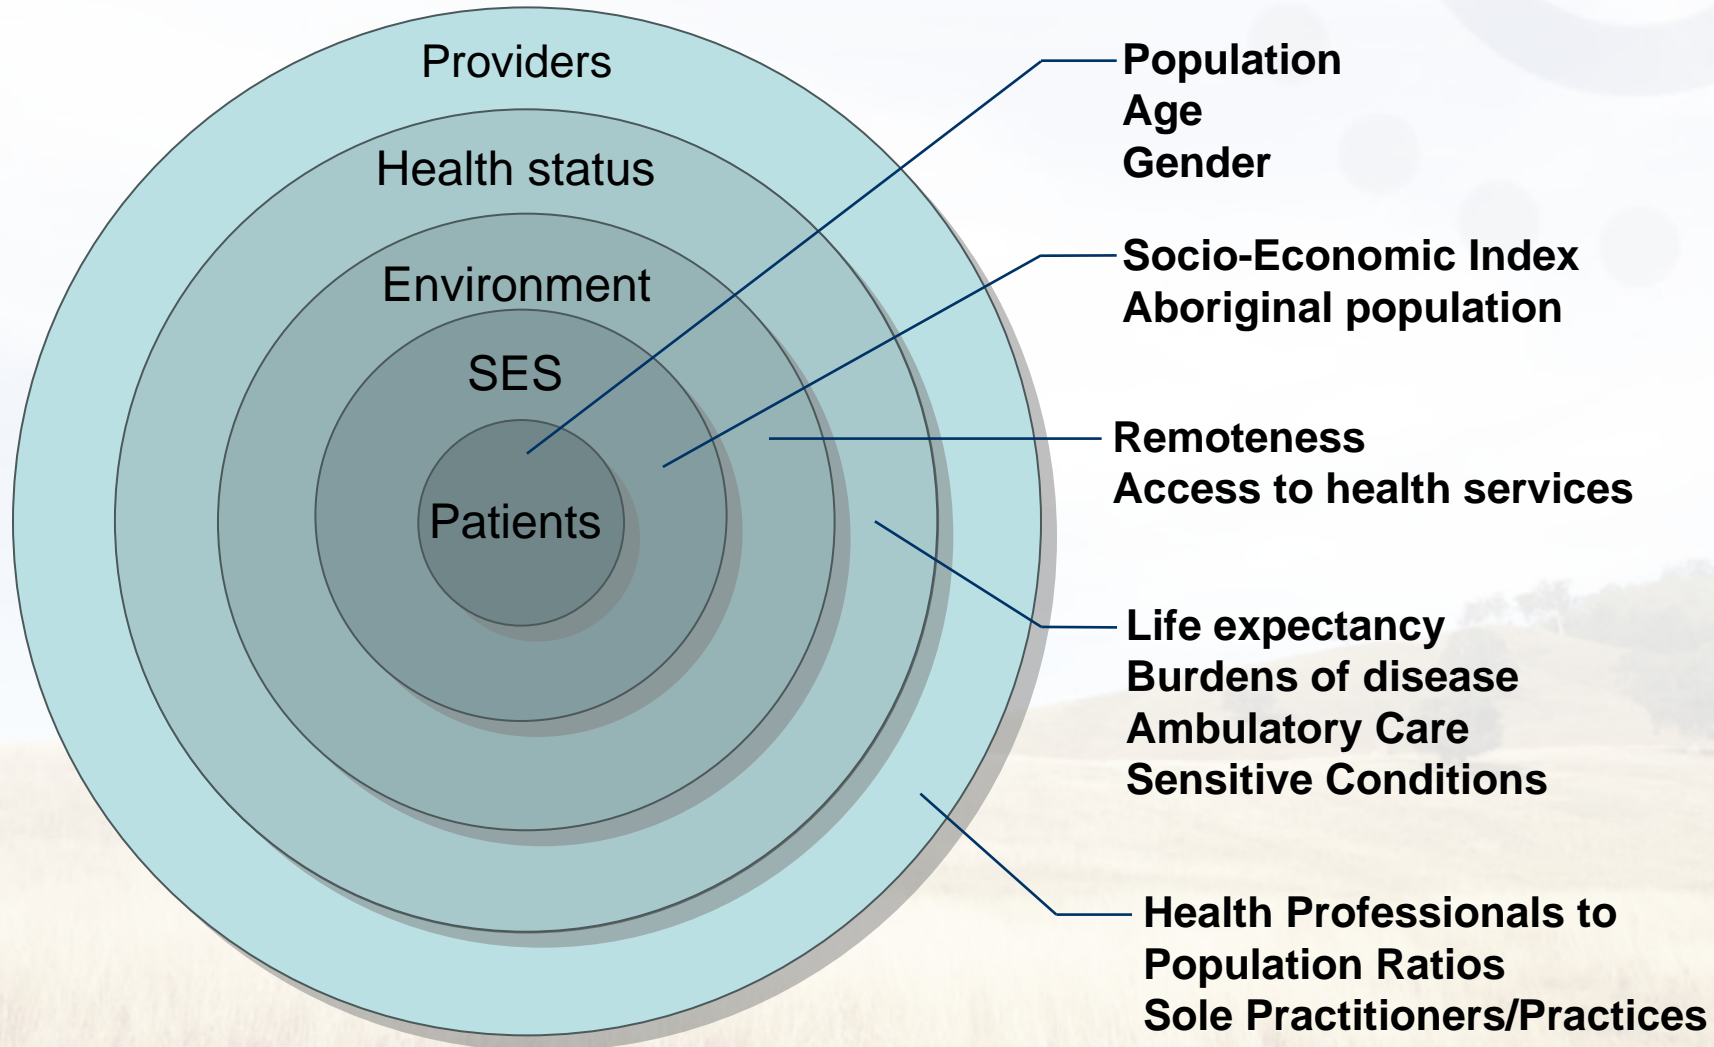 Providers
Health status
Environment
SES
Patients
Population
Age
Gender
Socio-Economic Index
Aboriginal population
Remoteness
Access to health services
Life expectancy
Burdens of disease
Ambulatory Care
Sensitive Conditions
Health Professionals to
Population Ratios
Sole Practitioners/Practices